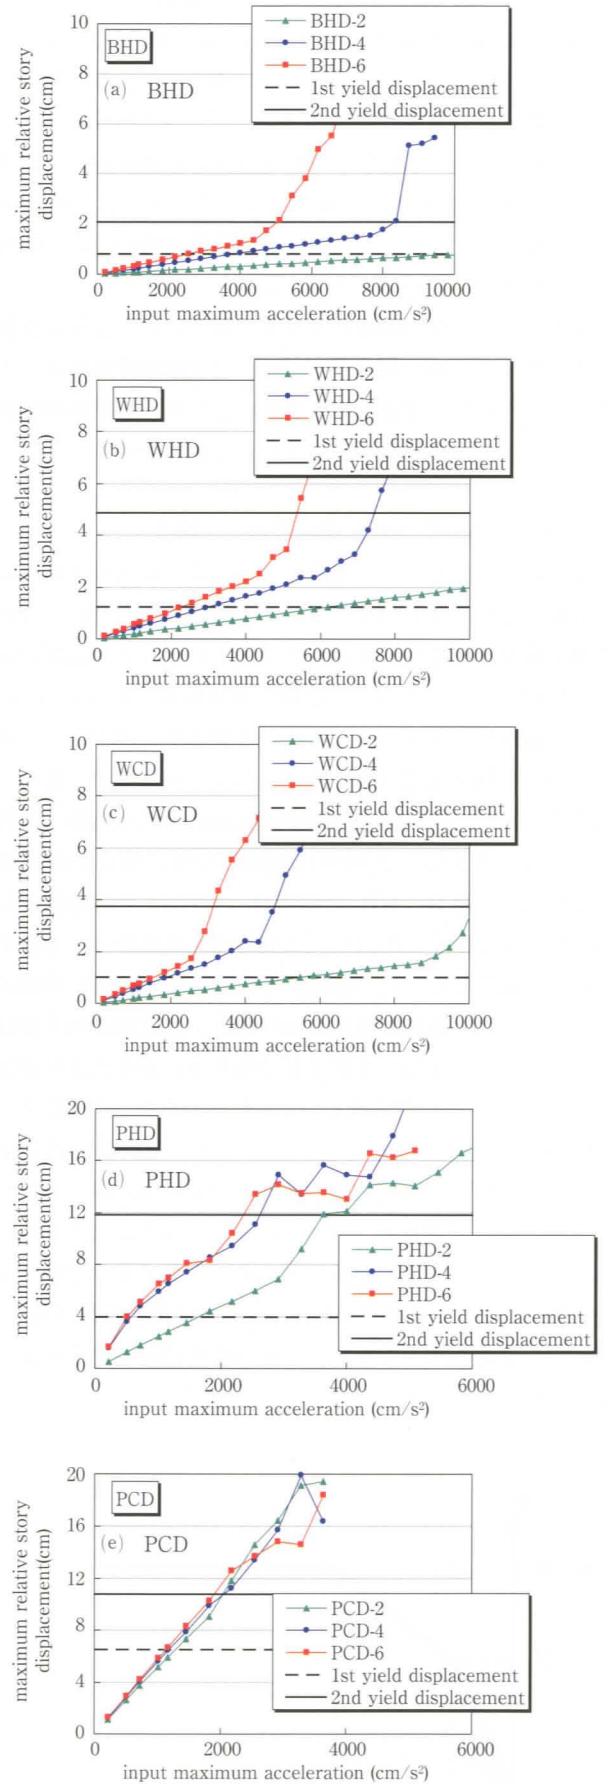 10
8
6
4
2
0
maximum relative story
displacement(cm)
BHD
(a) BHD
BHD-2
BHD-4
BHD-6
1st yield displacement
2nd yield displacement
0 2000 4000 6000 8000 10000
input maximum acceleration (cm/s²)
10
8
6
4
2
0
maximum relative story
displacement(cm)
WHD
(b) WHD
WHD-2
WHD-4
WHD-6
1st yield displacement
2nd yield displacement
0 2000 4000 6000 8000 10000
input maximum acceleration (cm/s²)
10
8
6
4
2
0
maximum relative story
displacement(cm)
WCD
(c) WCD
WCD-2
WCD-4
WCD-6
1st yield displacement
2nd yield displacement
0 2000 4000 6000 8000 10000
input maximum acceleration (cm/s²)
20
16
12
8
4
0
maximum relative story
displacement(cm)
PHD
(d) PHD
PHD-2
PHD-4
PHD-6
1st yield displacement
2nd yield displacement
0 2000 4000 6000
input maximum acceleration (cm/s²)
20
16
12
8
4
0
maximum relative story
displacement(cm)
PCD
(e) PCD
PCD-2
PCD-4
PCD-6
1st yield displacement
2nd yield displacement
0 2000 4000 6000
input maximum acceleration (cm/s²)